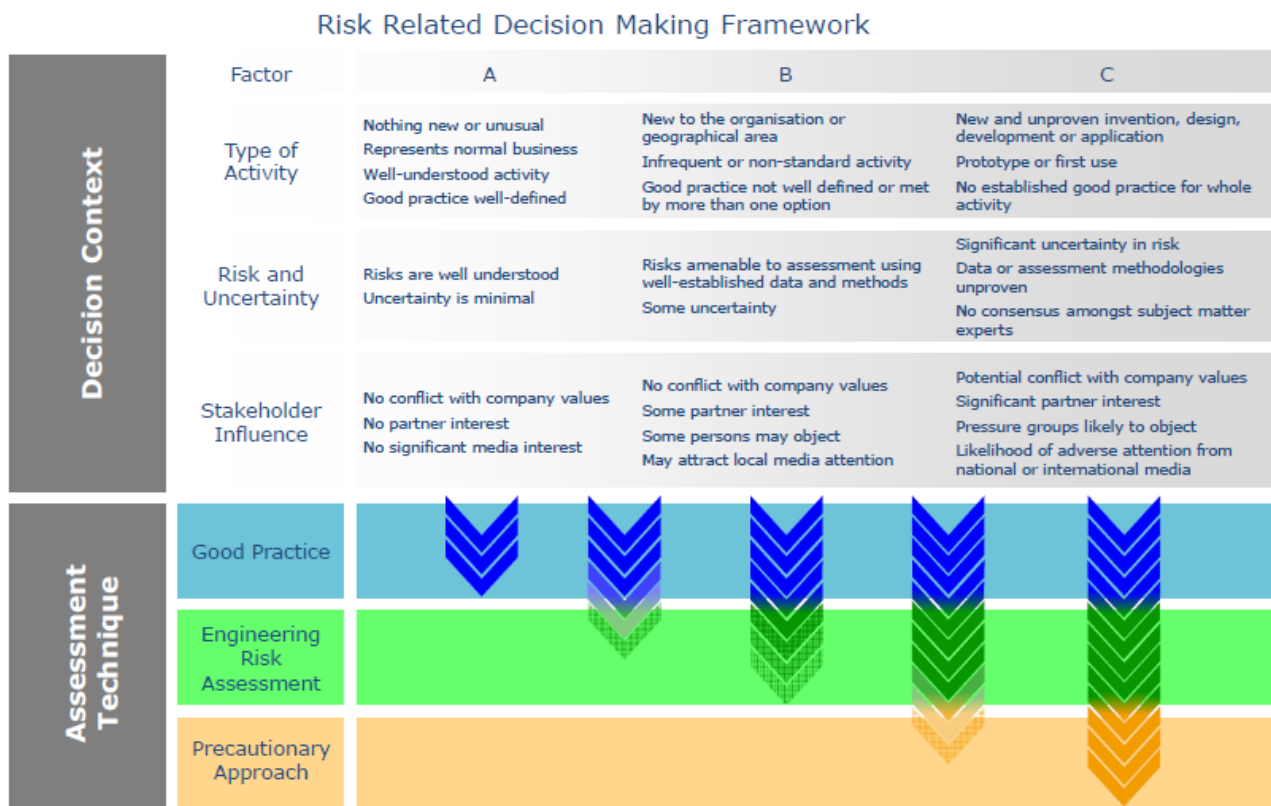 Risk Related Decision Making Framework
Decision Context
Factor
A
B
C
Type of
Activity
Nothing new or unusual
Represents normal business
Well-understood activity
Good practice well-defined
New to the organisation or
geographical area
Infrequent or non-standard activity
Good practice not well defined or met
by more than one option
New and unproven invention, design,
development or application
Prototype or first use
No established good practice for whole
activity
Risk and
Uncertainty
Risks are well understood
Uncertainty is minimal
Risks amenable to assessment using
well-established data and methods
Some uncertainty
Significant uncertainty in risk
Data or assessment methodologies
unproven
No consensus amongst subject matter
experts
Stakeholder
Influence
No conflict with company values
No partner interest
No significant media interest
No conflict with company values
Some partner interest
Some persons may object
May attract local media attention
Potential conflict with company values
Significant partner interest
Pressure groups likely to object
Likelihood of adverse attention from
national or international media
Assessment
Technique
Good Practice
Engineering
Risk
Assessment
Precautionary
Approach